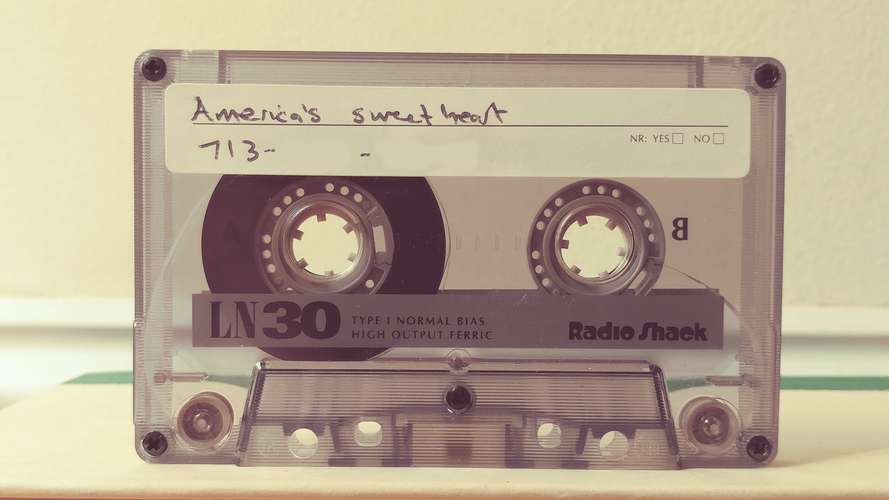 America's sweetheart
713-      -
NR: YES NO
B
LN30
TYPE I NORMAL BIAS
HIGH OUTPUT FERRIC
Radio Shack